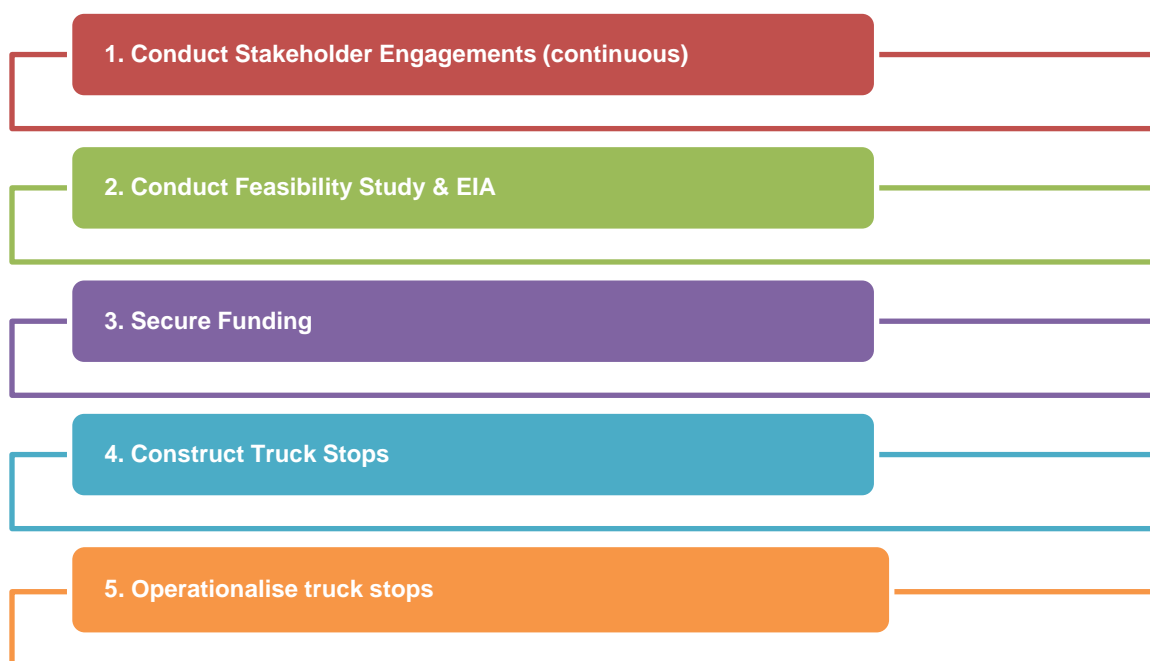 1. Conduct Stakeholder Engagements (continuous)
2. Conduct Feasibility Study & EIA
3. Secure Funding
4. Construct Truck Stops
5. Operationalise truck stops